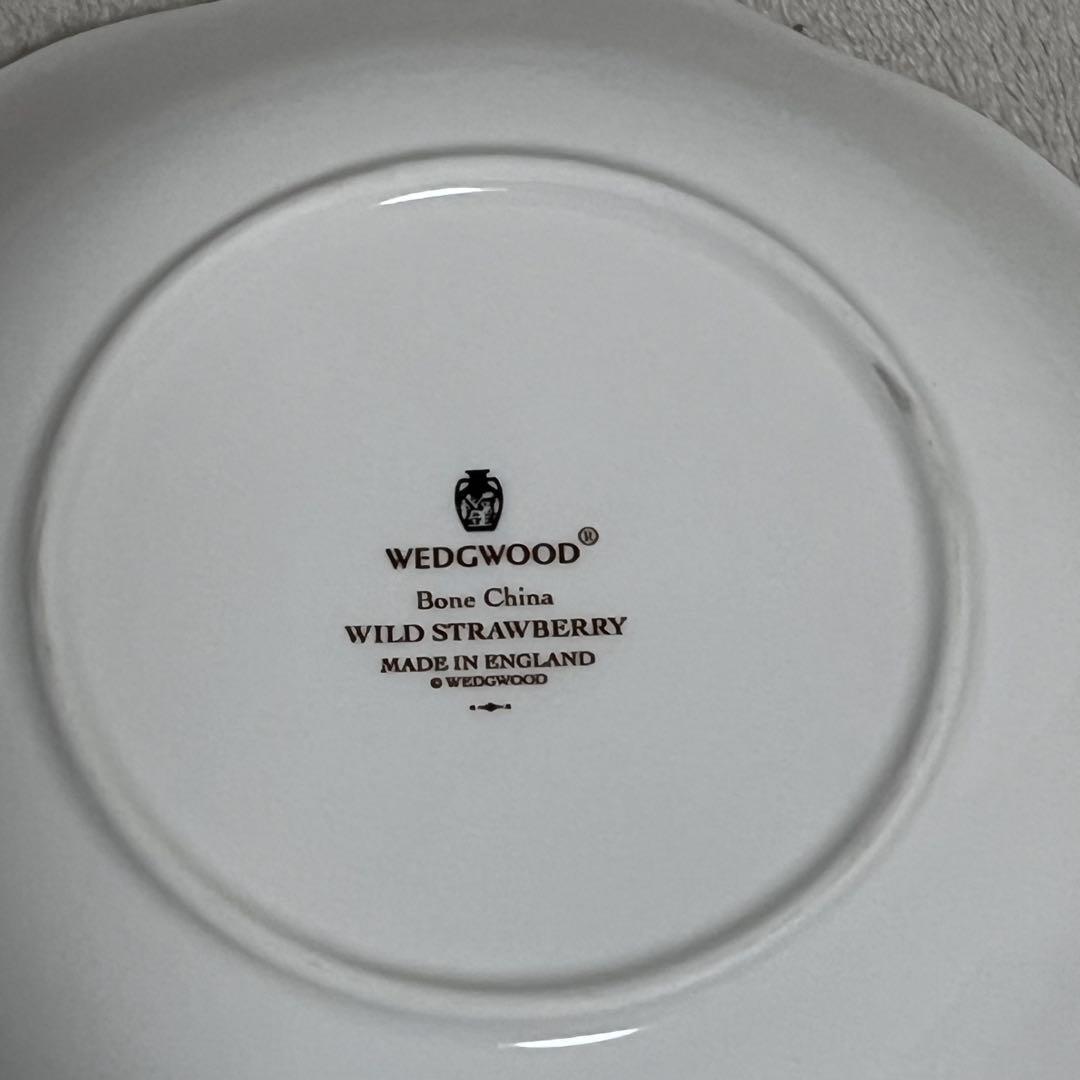 WEDGWOOD®
Bone China
WILD STRAWBERRY
MADE IN ENGLAND
© WEDGWOOD